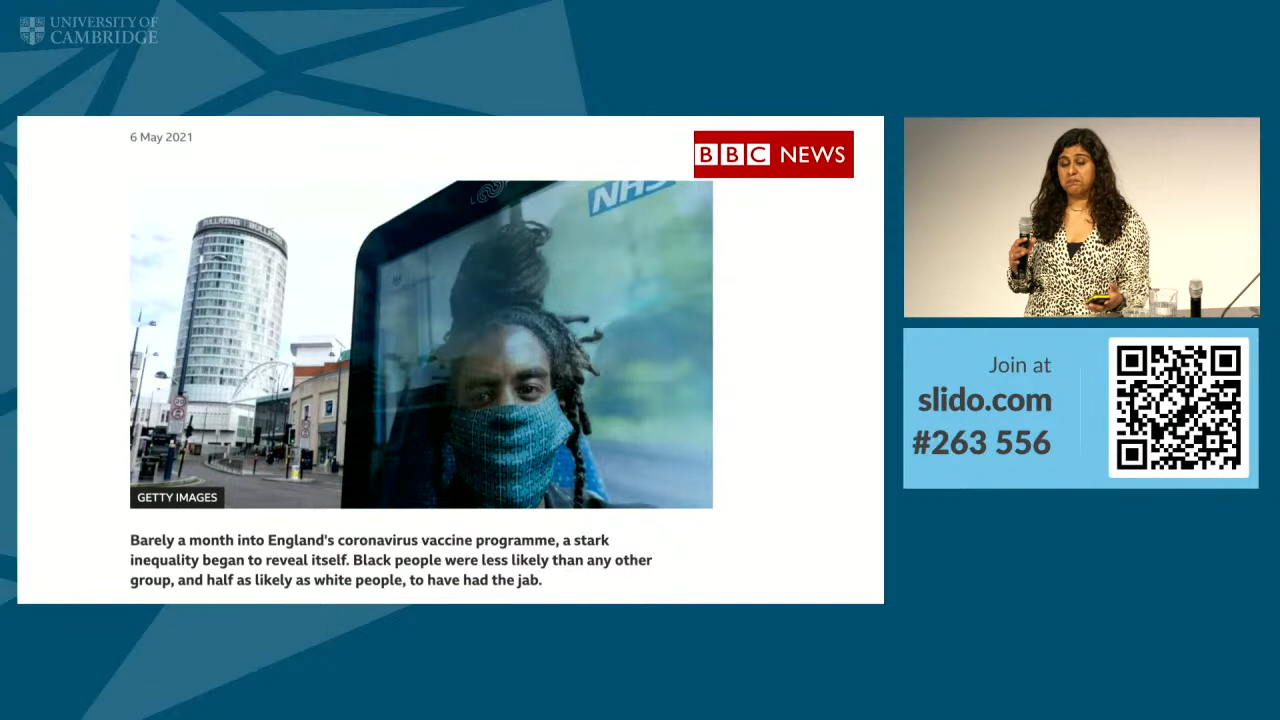 UNIVERSITY OF
CAMBRIDGE
6 May 2021
BBC NEWS
BULLRING BULLRING
NHS
GETTY IMAGES
Barely a month into England's coronavirus vaccine programme, a stark
inequality began to reveal itself. Black people were less likely than any other
group, and half as likely as white people, to have had the jab.
Join at
slido.com
#263 556